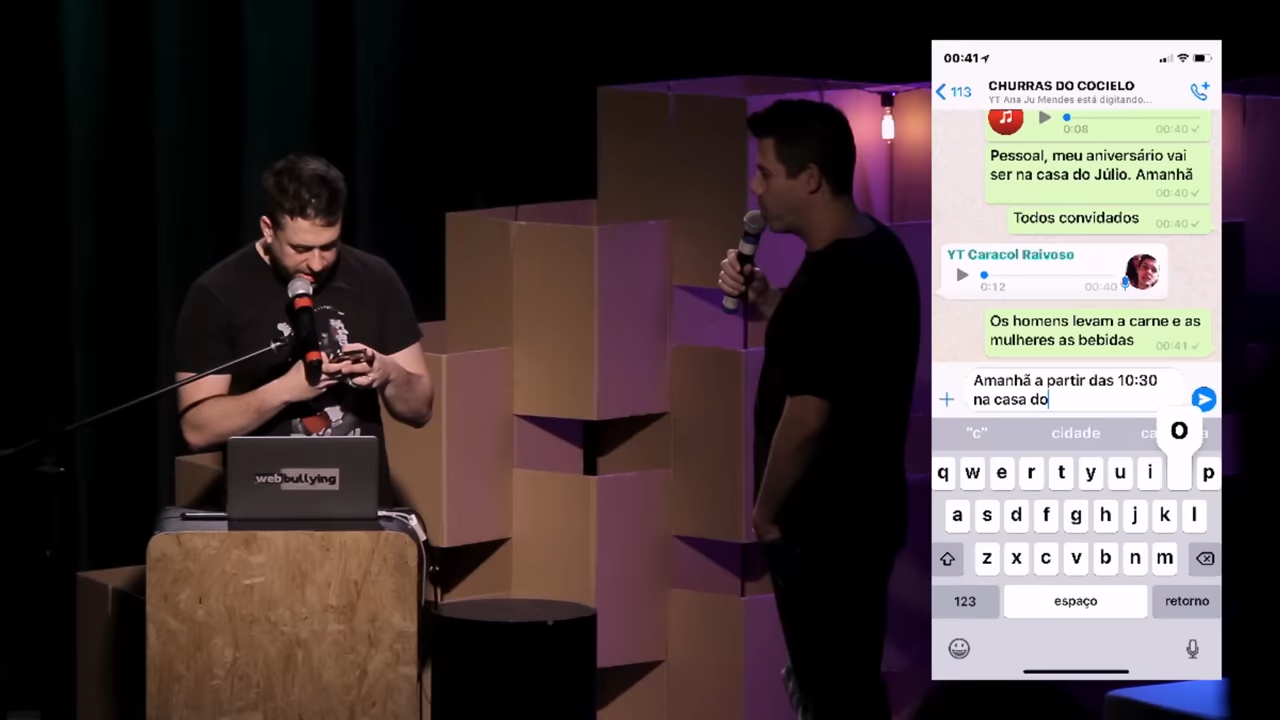 webbullying
00:41
113
CHURRAS DO COCIELO
YT Ana Ju Mendes está digitando...
0:08
00:40
Pessoal, meu aniversário vai
ser na casa do Júlio. Amanhã
00:40
Todos convidados
00:40
YT Caracol Raivoso
0:12
00:40
Os homens levam a carne e as
mulheres as bebidas
00:41
Amanhã a partir das 10:30
na casa do
"c"
cidade
o
q w e r t y u i p
a s d f g h j k l
z x c v b n m
123
espaço
retorno